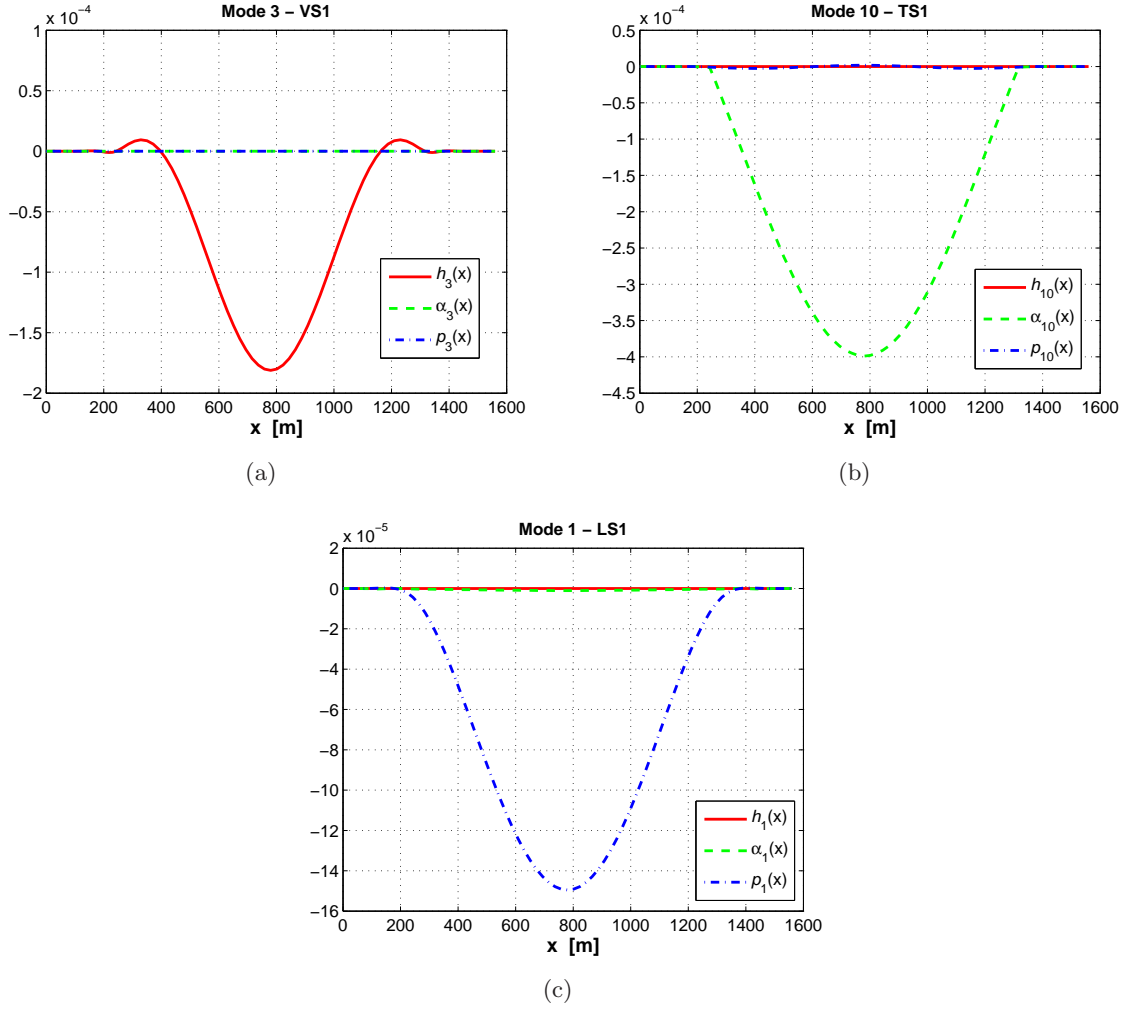 Mode 3 − VS1
x 10^−4
1
0.5
0
−0.5
−1
−1.5
−2
0 200 400 600 800 1000 1200 1400 1600
x [m]
h_3(x)
α_3(x)
p_3(x)
(a)
Mode 10 − TS1
x 10^−4
0.5
0
−0.5
−1
−1.5
−2
−2.5
−3
−3.5
−4
−4.5
0 200 400 600 800 1000 1200 1400 1600
x [m]
h_10(x)
α_10(x)
p_10(x)
(b)
Mode 1 − LS1
x 10^−5
2
0
−2
−4
−6
−8
−10
−12
−14
−16
0 200 400 600 800 1000 1200 1400 1600
x [m]
h_1(x)
α_1(x)
p_1(x)
(c)